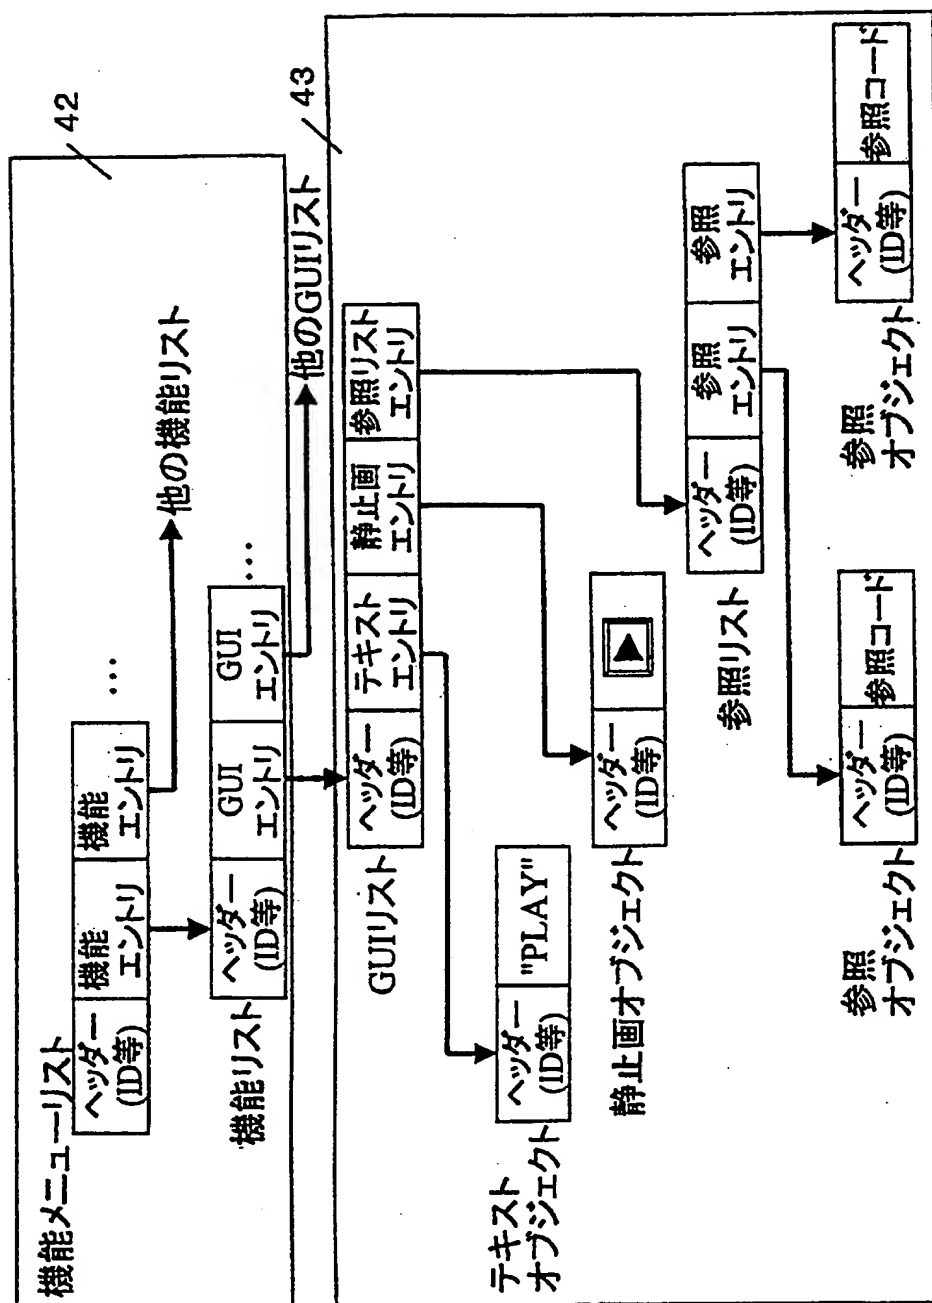 42
機能メニューリスト
ヘッダー
(ID等)
機能
エントリ
機能
エントリ
...
他の機能リスト
機能リスト
ヘッダー
(ID等)
GUI
エントリ
GUI
エントリ
...
他のGUIリスト
43
GUIリスト
ヘッダー
(ID等)
テキスト
エントリ
静止画
エントリ
参照リスト
エントリ
テキスト
オブジェクト
ヘッダー
(ID等)
"PLAY"
静止画オブジェクト
ヘッダー
(ID等)
参照リスト
ヘッダー
(ID等)
参照
エントリ
参照
エントリ
参照
オブジェクト
ヘッダー
(ID等)
参照コード
参照
オブジェクト
ヘッダー
(ID等)
参照コード